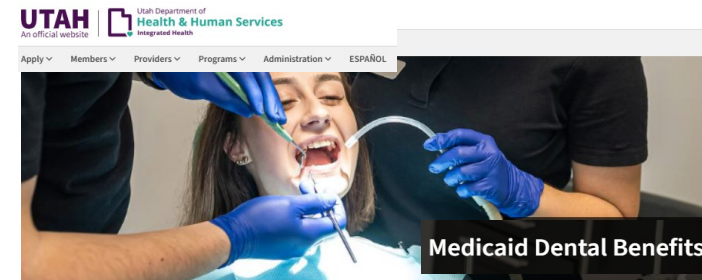 UTAH
An official website
Utah Department of
Health & Human Services
Integrated Health
Apply
Members
Providers
Programs
Administration
ESPAÑOL
Medicaid Dental Benefits